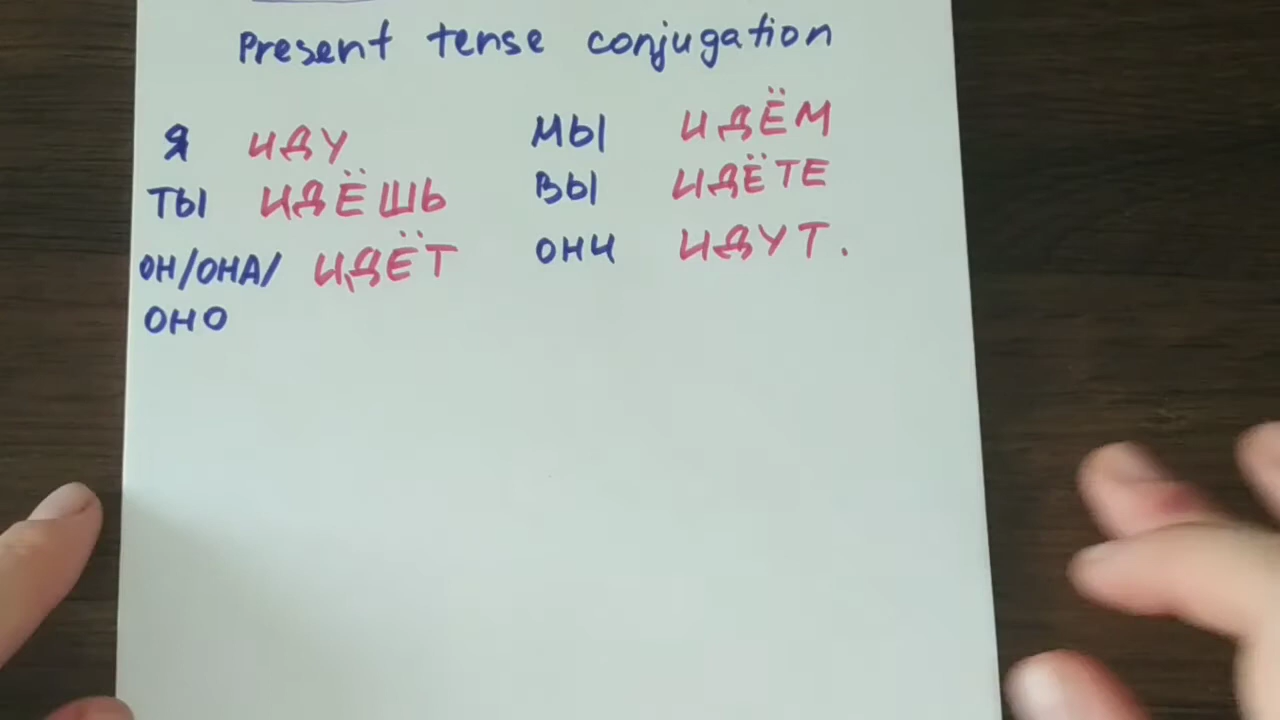 Present tense conjugation
Я ИДУ
ТЫ ИДЁШЬ
ОН/ОНА/ ИДЁТ
ОНО
МЫ ИДЁМ
ВЫ ИДЁТЕ
ОНИ ИДУТ.